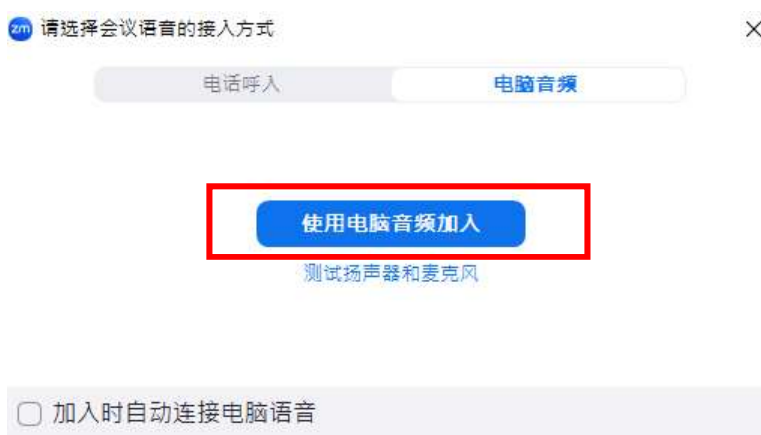 zm 请选择会议语音的接入方式
电话呼入 电脑音频
使用电脑音频加入
测试扬声器和麦克风
加入时自动连接电脑语音